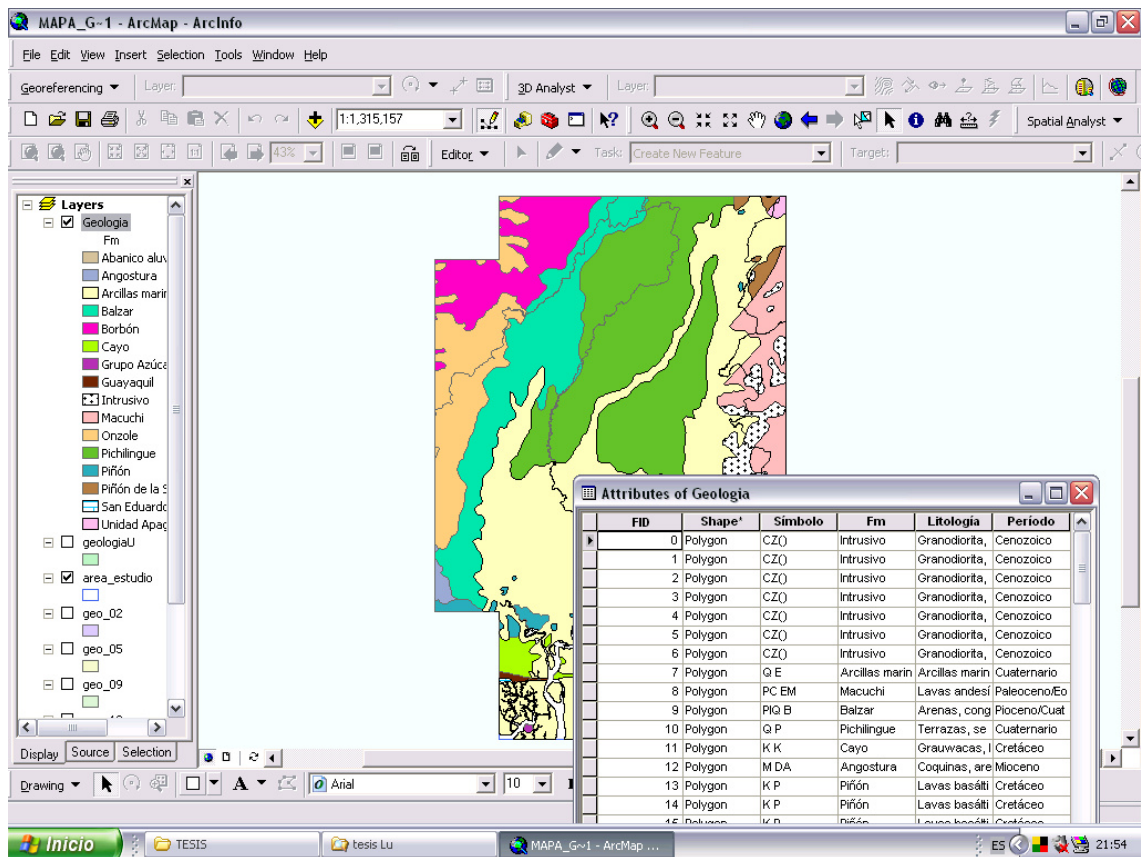 MAPA_G~1 - ArcMap - ArcInfo
File Edit View Insert Selection Tools Window Help
Georeferencing Layer: 3D Analyst Layer:
1:1,315,157 Spatial Analyst
43% Editor Task: Create New Feature Target:
Layers
Geologia
Fm
Abanico aluv
Angostura
Arcillas marin
Balzar
Borbón
Cayo
Grupo Azúca
Guayaquil
Intrusivo
Macuchi
Onzole
Pichilingue
Piñón
Piñón de la S
San Eduardo
Unidad Apag
geologiaU
area_estudio
geo_02
geo_05
geo_09
Display Source Selection
Attributes of Geologia
FID Shape* Símbolo Fm Litología Período
0 Polygon CZ() Intrusivo Granodiorita, Cenozoico
1 Polygon CZ() Intrusivo Granodiorita, Cenozoico
2 Polygon CZ() Intrusivo Granodiorita, Cenozoico
3 Polygon CZ() Intrusivo Granodiorita, Cenozoico
4 Polygon CZ() Intrusivo Granodiorita, Cenozoico
5 Polygon CZ() Intrusivo Granodiorita, Cenozoico
6 Polygon CZ() Intrusivo Granodiorita, Cenozoico
7 Polygon Q E Arcillas marin Arcillas marin Cuaternario
8 Polygon PC EM Macuchi Lavas andesí Paleoceno/Eo
9 Polygon PlQ B Balzar Arenas, cong Pioceno/Cuat
10 Polygon Q P Pichilingue Terrazas, se Cuaternario
11 Polygon K K Cayo Grauwacas, l Cretáceo
12 Polygon M DA Angostura Coquinas, are Mioceno
13 Polygon K P Piñón Lavas basálti Cretáceo
14 Polygon K P Piñón Lavas basálti Cretáceo
15 Polygon K P Piñón Lavas basálti Cretáceo
Drawing A Arial 10
Inicio TESIS tesis Lu MAPA_G~1 - ArcMap ... ES 21:54